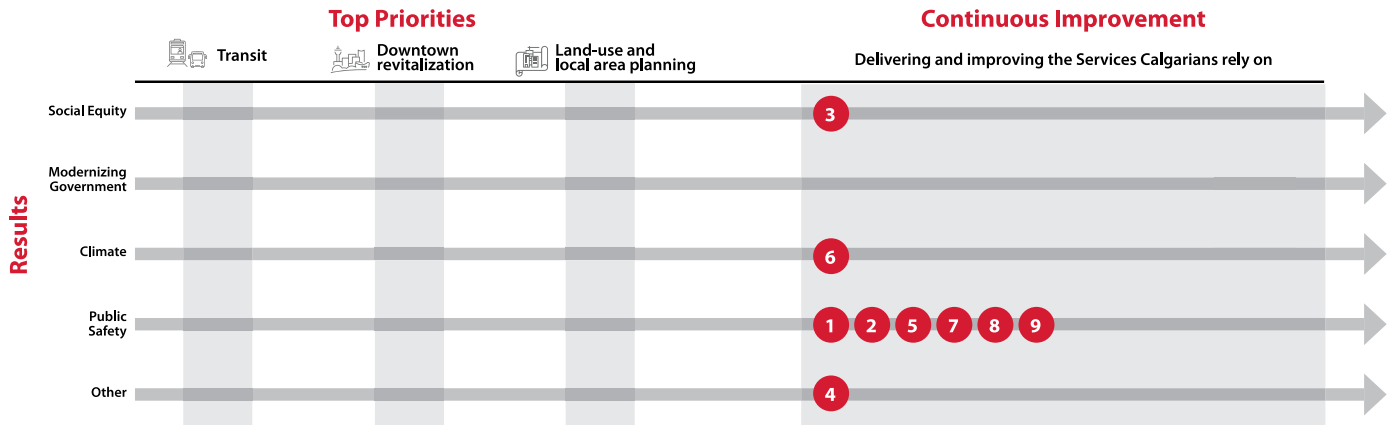 Top Priorities
Continuous Improvement
Transit
Downtown
revitalization
Land-use and
local area planning
Delivering and improving the Services Calgarians rely on
Results
Social Equity
3
Modernizing
Government
Climate
6
Public
Safety
1 2 5 7 8 9
Other
4